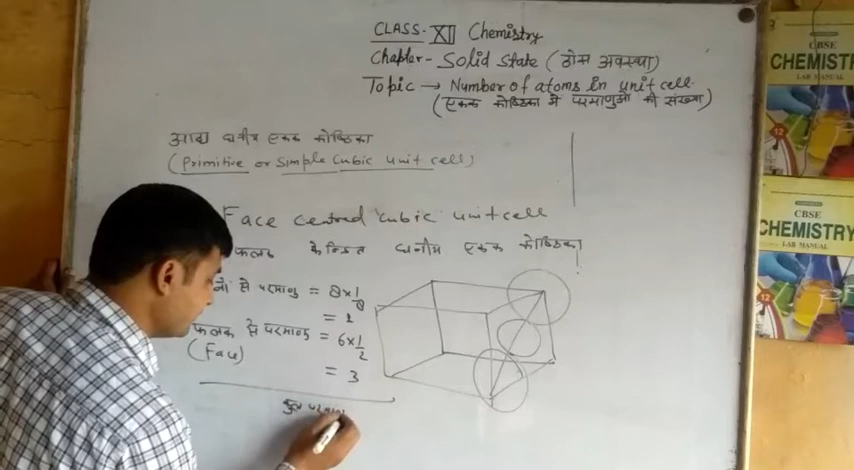 CLASS-XII Chemistry
Chapter- Solid State (ठोस अवस्था)
Topic → Number of atoms in unit cell.
(एकक कोष्ठिका में परमाणुओं की संख्या)
आद्य घनीय एकक कोष्ठिका
(Primitive or Simple Cubic unit cell)
Face centred cubic unit cell
फलक केन्द्रित घनीय एकक कोष्ठिका
से परमाणु = 8×1/8
= 1
फलक से परमाणु = 6×1/2
(Face)
= 3
कुल परमाणु
CBSE
CHEMISTRY
LAB MANUAL
12
CBSE
CHEMISTRY
LAB MANUAL
12